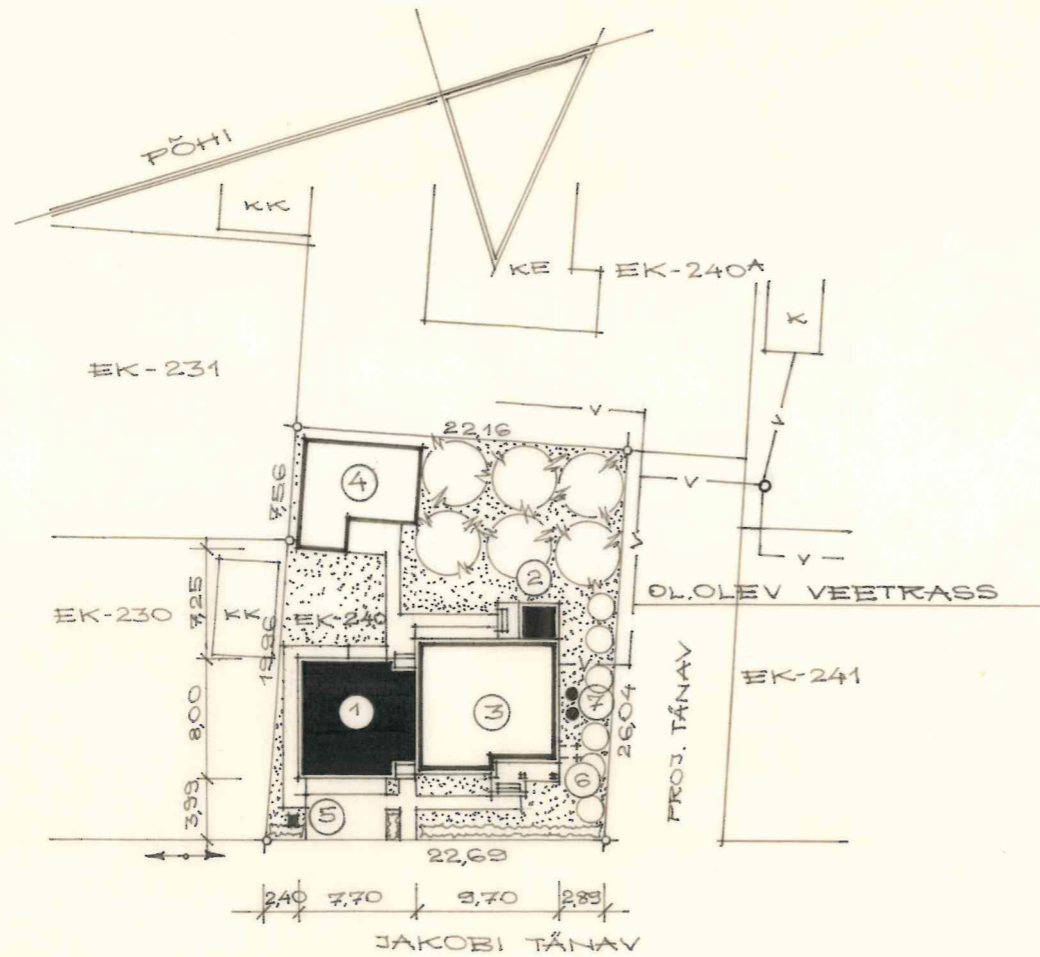 PÕHI
KK
KE
EK-240A
K
EK-231
V
22,16
V
V
4
7,56
V
V
2
OL.OLEV VEETRASS
EK-230
7,25
KK
EK-240
19,96
V
EK-241
1
3
7
8,00
26,04
PROJ. TÄNAV
6
3,99
5
22,69
2,40
7,70
9,70
2,89
JAKOBI TÄNAV